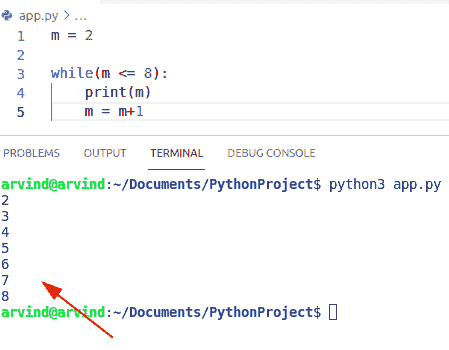 app.py > ...
1 m = 2
2
3 while(m <= 8):
4     print(m)
5     m = m+1
PROBLEMS OUTPUT TERMINAL DEBUG CONSOLE
arvind@arvind:~/Documents/PythonProject$ python3 app.py
2
3
4
5
6
7
8
arvind@arvind:~/Documents/PythonProject$